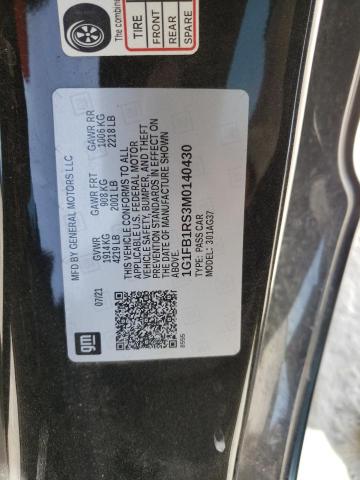 The combine
TIRE
FRONT
REAR
SPARE
MFD BY GENERAL MOTORS LLC
07/21
GVWR
1914 KG
4219 LB
GAWR FRT
908 KG
2001 LB
GAWR RR
1006 KG
2218 LB
THIS VEHICLE CONFORMS TO ALL
APPLICABLE U.S. FEDERAL MOTOR
VEHICLE SAFETY, BUMPER, AND THEFT
PREVENTION STANDARDS IN EFFECT ON
THE DATE OF MANUFACTURE SHOWN
ABOVE.
1G1FB1RS3M0140430
TYPE: PASS CAR
MODEL: 3U1AG37
gm